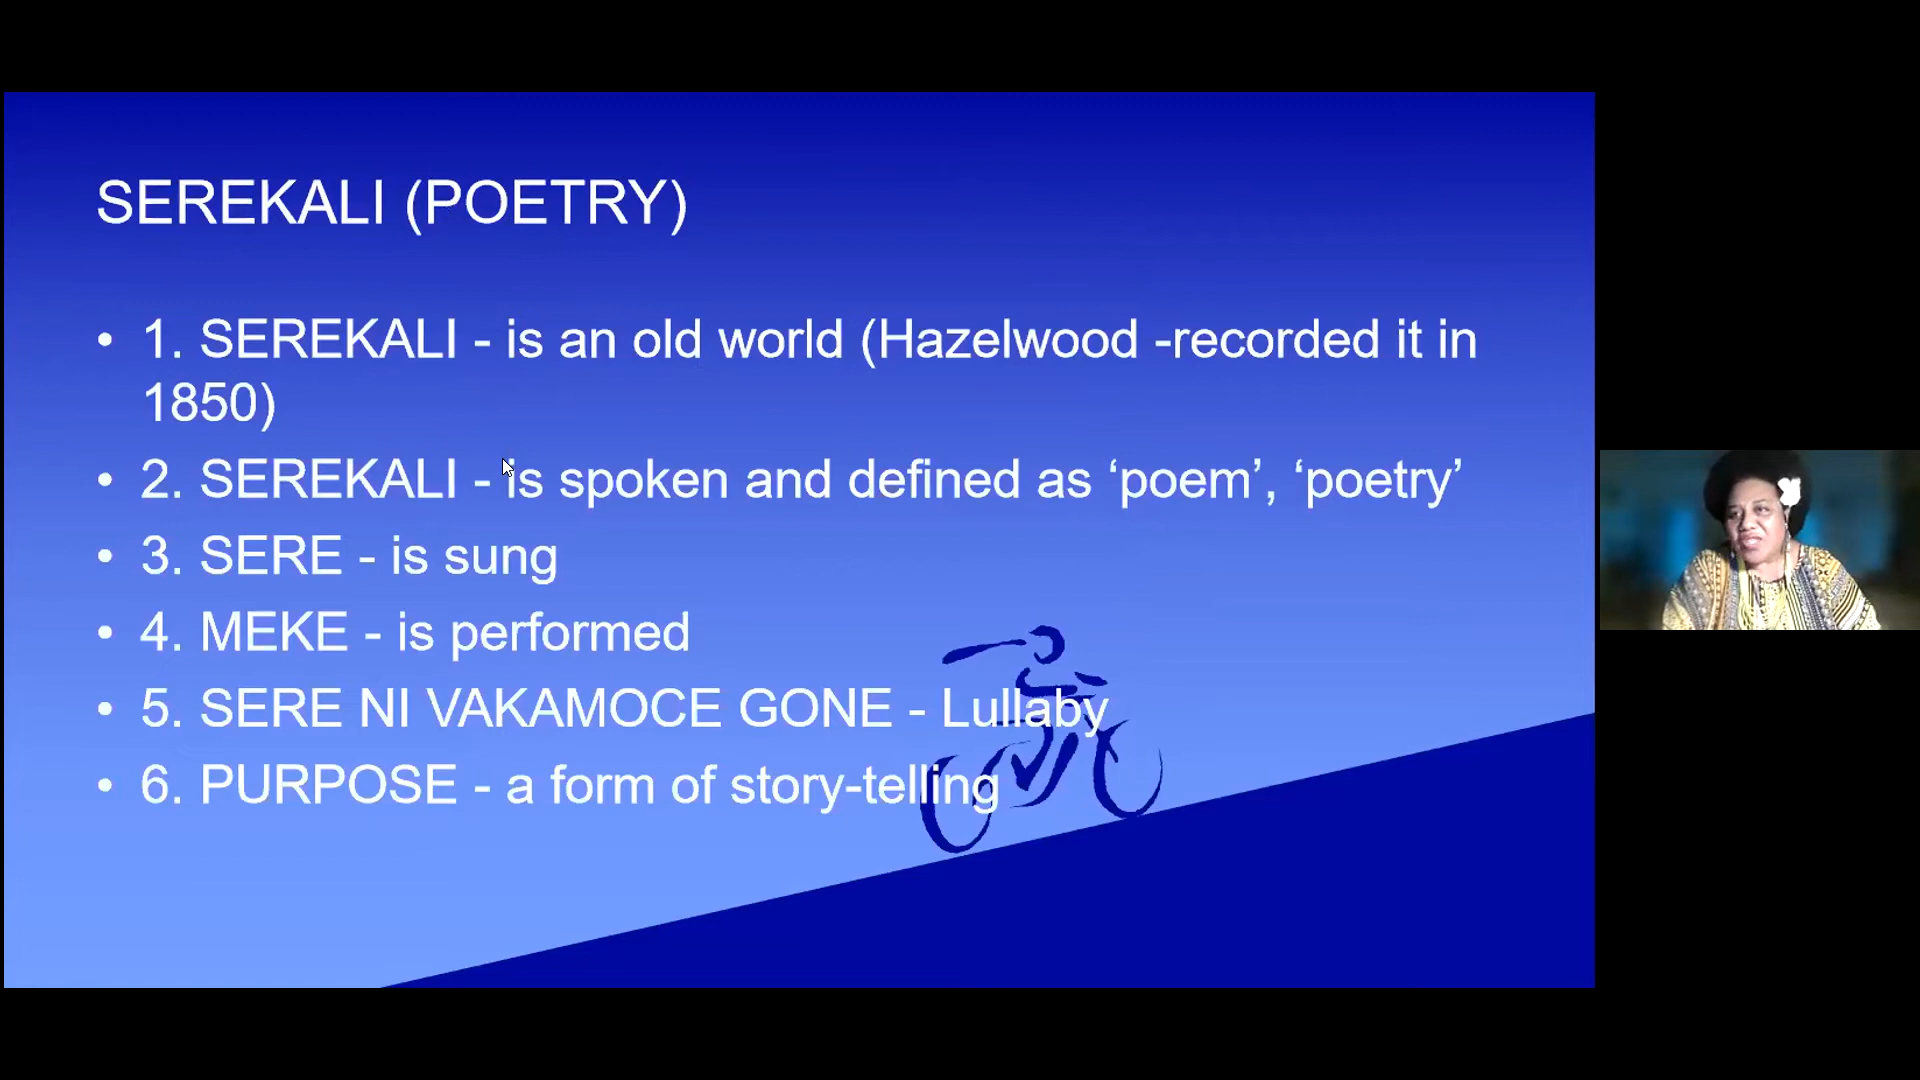 SEREKALI (POETRY)
• 1. SEREKALI - is an old world (Hazelwood -recorded it in
1850)
• 2. SEREKALI - is spoken and defined as ‘poem’, ‘poetry’
• 3. SERE - is sung
• 4. MEKE - is performed
• 5. SERE NI VAKAMOCE GONE - Lullaby
• 6. PURPOSE - a form of story-telling